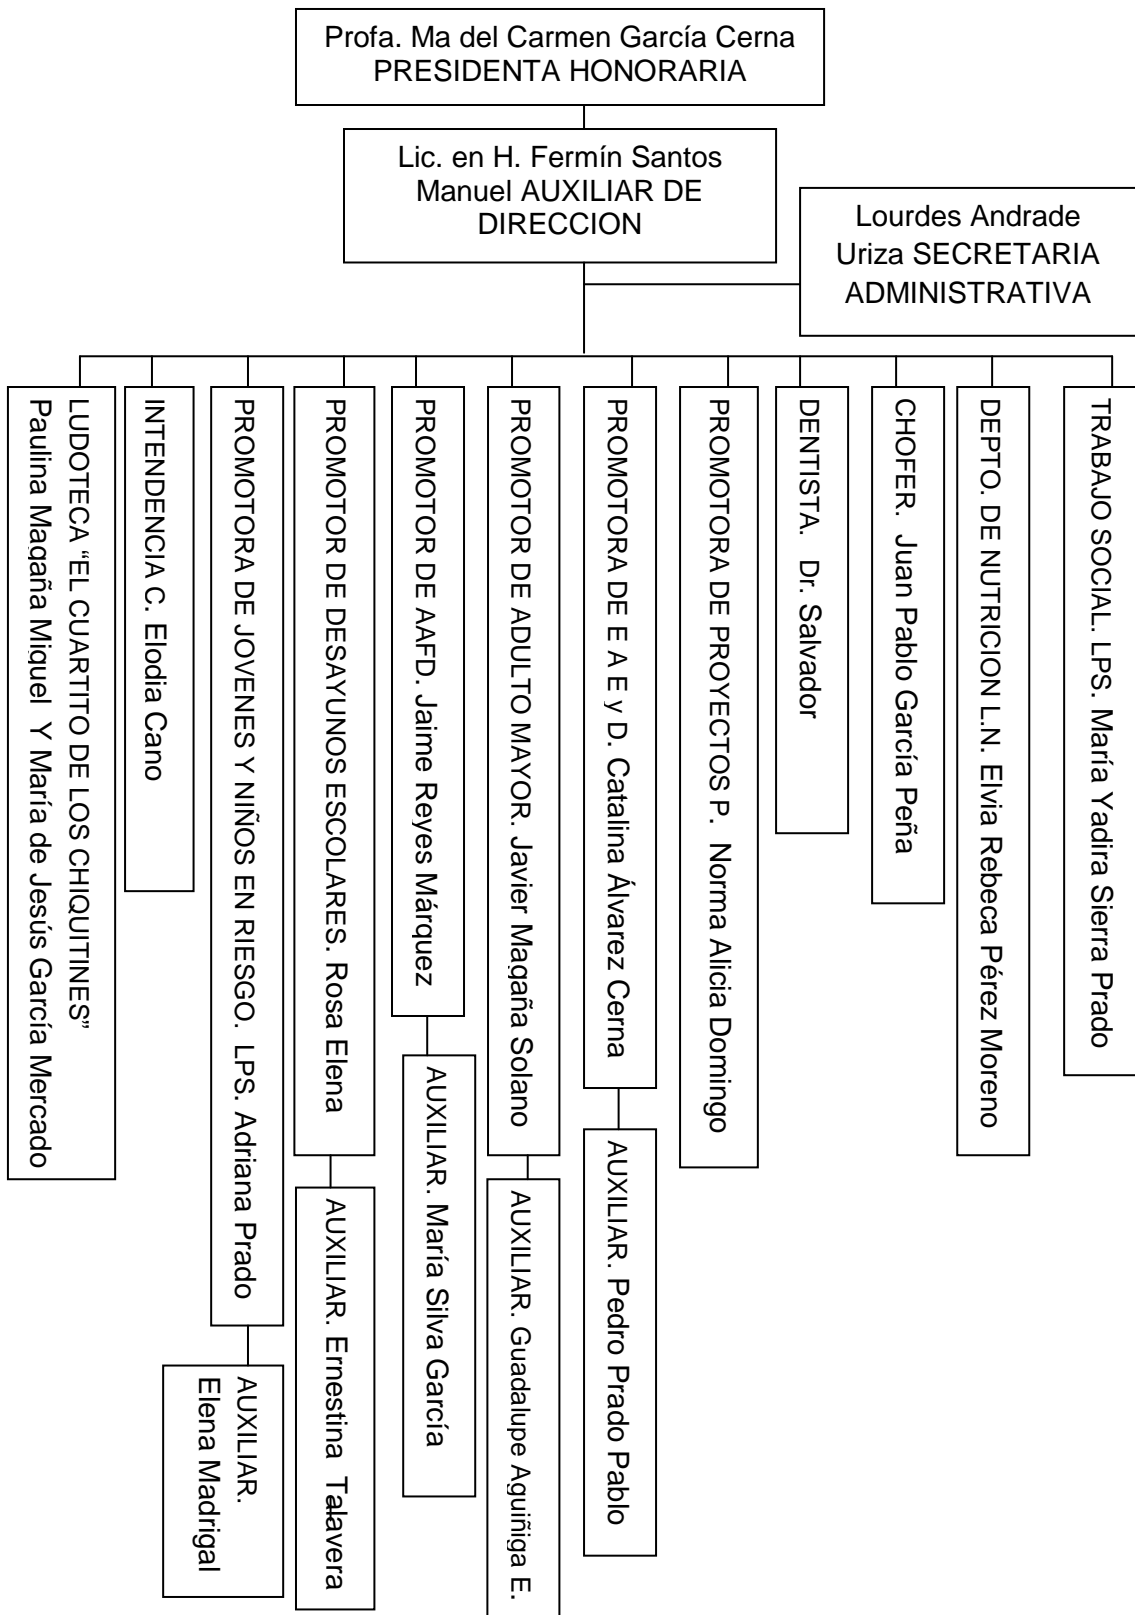 Profa. Ma del Carmen García Cerna
PRESIDENTA HONORARIA
Lic. en H. Fermín Santos
Manuel AUXILIAR DE
DIRECCION
Lourdes Andrade
Uriza SECRETARIA
ADMINISTRATIVA
LUDOTECA “EL CUARTITO DE LOS CHIQUITINES”
Paulina Magaña Miguel Y María de Jesús García Mercado
INTENDENCIA C. Elodia Cano
PROMOTORA DE JOVENES Y NIÑOS EN RIESGO. LPS. Adriana Prado
AUXILIAR.
Elena Madrigal
PROMOTOR DE DESAYUNOS ESCOLARES. Rosa Elena
AUXILIAR. Ernestina Talavera
PROMOTOR DE AAFD. Jaime Reyes Márquez
AUXILIAR. María Silva García
PROMOTOR DE ADULTO MAYOR. Javier Magaña Solano
AUXILIAR. Guadalupe Aguiñiga E.
PROMOTORA DE E A E y D. Catalina Álvarez Cerna
AUXILIAR. Pedro Prado Pablo
PROMOTORA DE PROYECTOS P. Norma Alicia Domingo
DENTISTA. Dr. Salvador
CHOFER. Juan Pablo García Peña
DEPTO. DE NUTRICION L.N. Elvia Rebeca Pérez Moreno
TRABAJO SOCIAL. LPS. María Yadira Sierra Prado